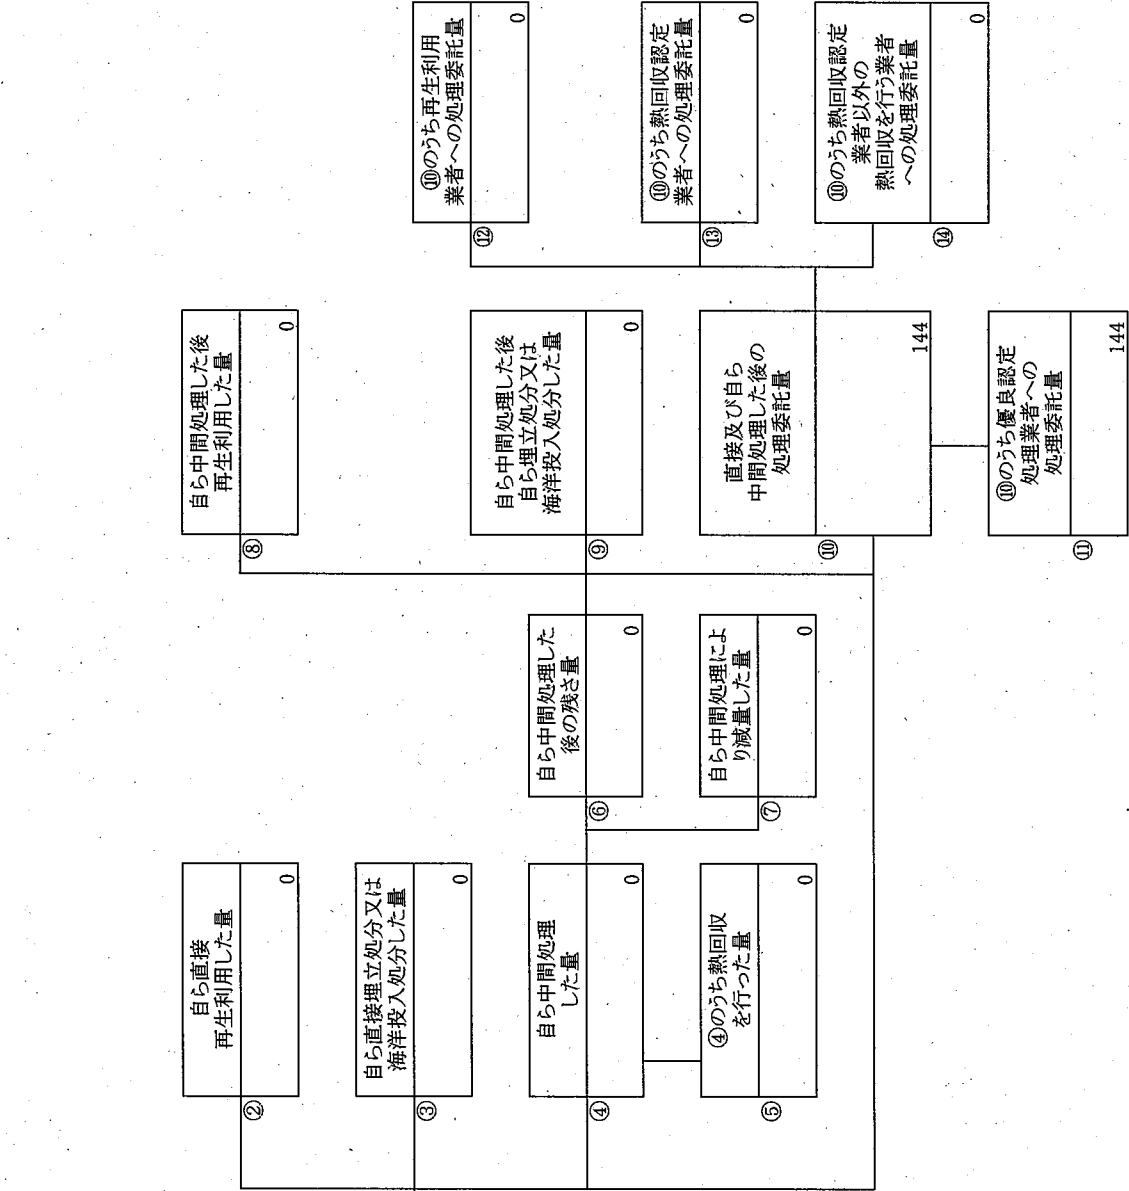 ②
自ら直接
再生利用した量
0
③
自ら直接埋立処分又は
海洋投入処分した量
0
④
自ら中間処理
した量
0
⑤
④のうち熱回収
を行った量
0
⑥
自ら中間処理した
後の残さ量
0
⑦
自ら中間処理によ
り減量した量
0
⑧
自ら中間処理した後
再生利用した量
0
⑨
自ら中間処理した後
自ら埋立処分又は
海洋投入処分した量
0
⑩
直接及び自ら
中間処理した後の
処理委託量
144
⑪
⑩のうち優良認定
処理業者への
処理委託量
144
⑫
⑩のうち再生利用
業者への処理委託量
0
⑬
⑩のうち熱回収認定
業者への処理委託量
0
⑭
⑩のうち熱回収認定
業者以外の
熱回収を行う業者
への処理委託量
0